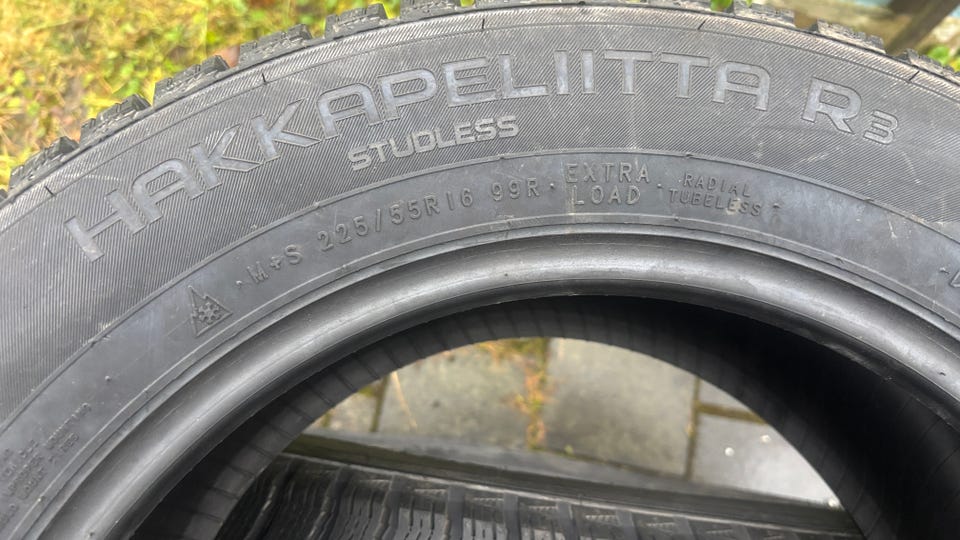 HAKKAPELIITTA R3
STUDLESS
M+S 225/55R16 99R EXTRA LOAD RADIAL TUBELESS